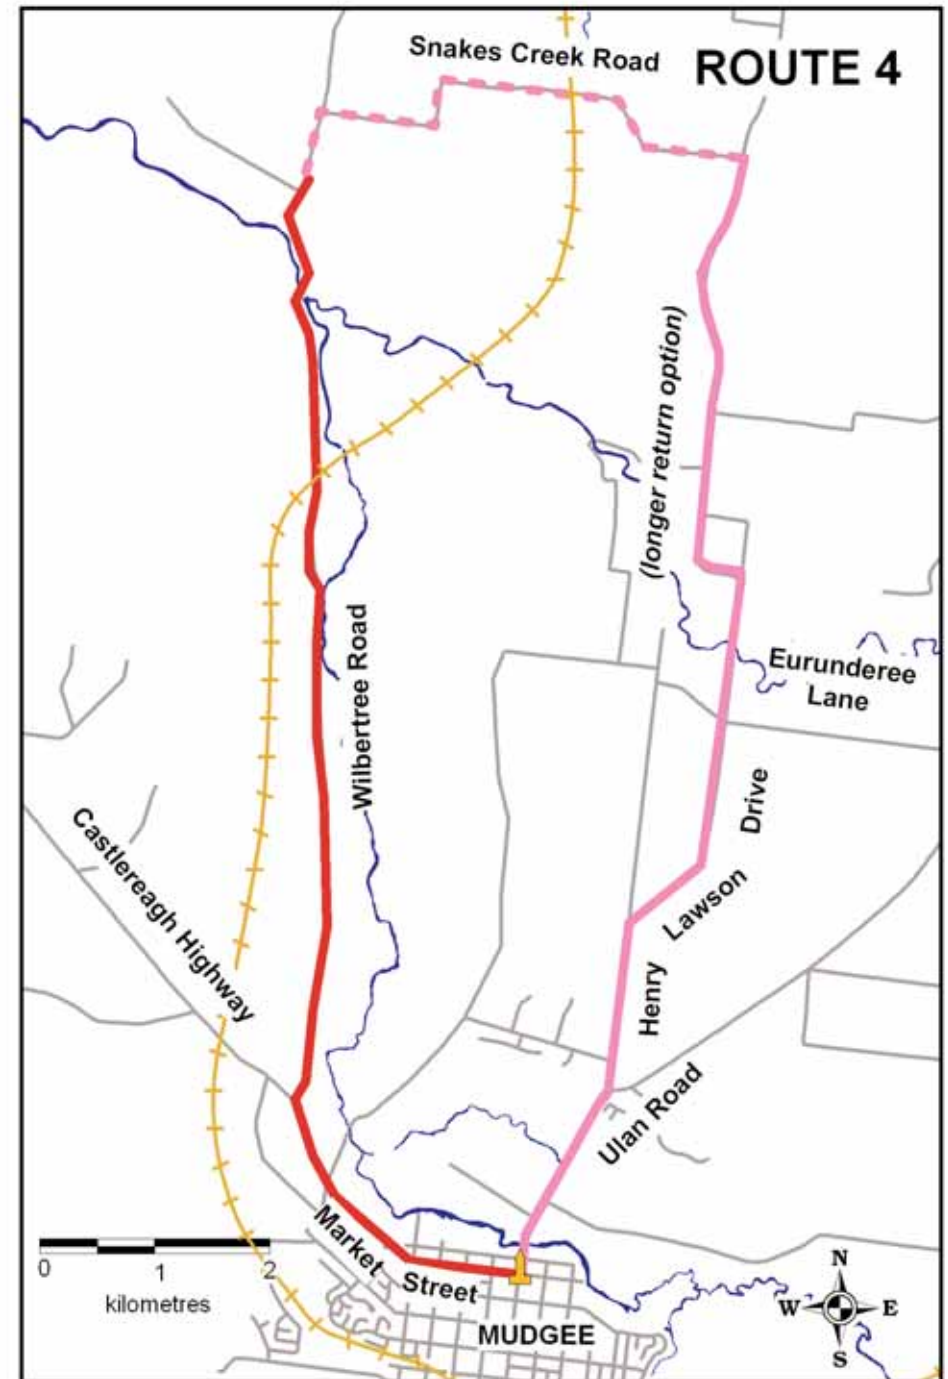 Snakes Creek Road
ROUTE 4
(longer return option)
Wilbertree Road
Eurunderee
Lane
Castlereagh Highway
Henry Lawson Drive
Ulan Road
Market Street
0 1 2
kilometres
MUDGEE
N
W E
S